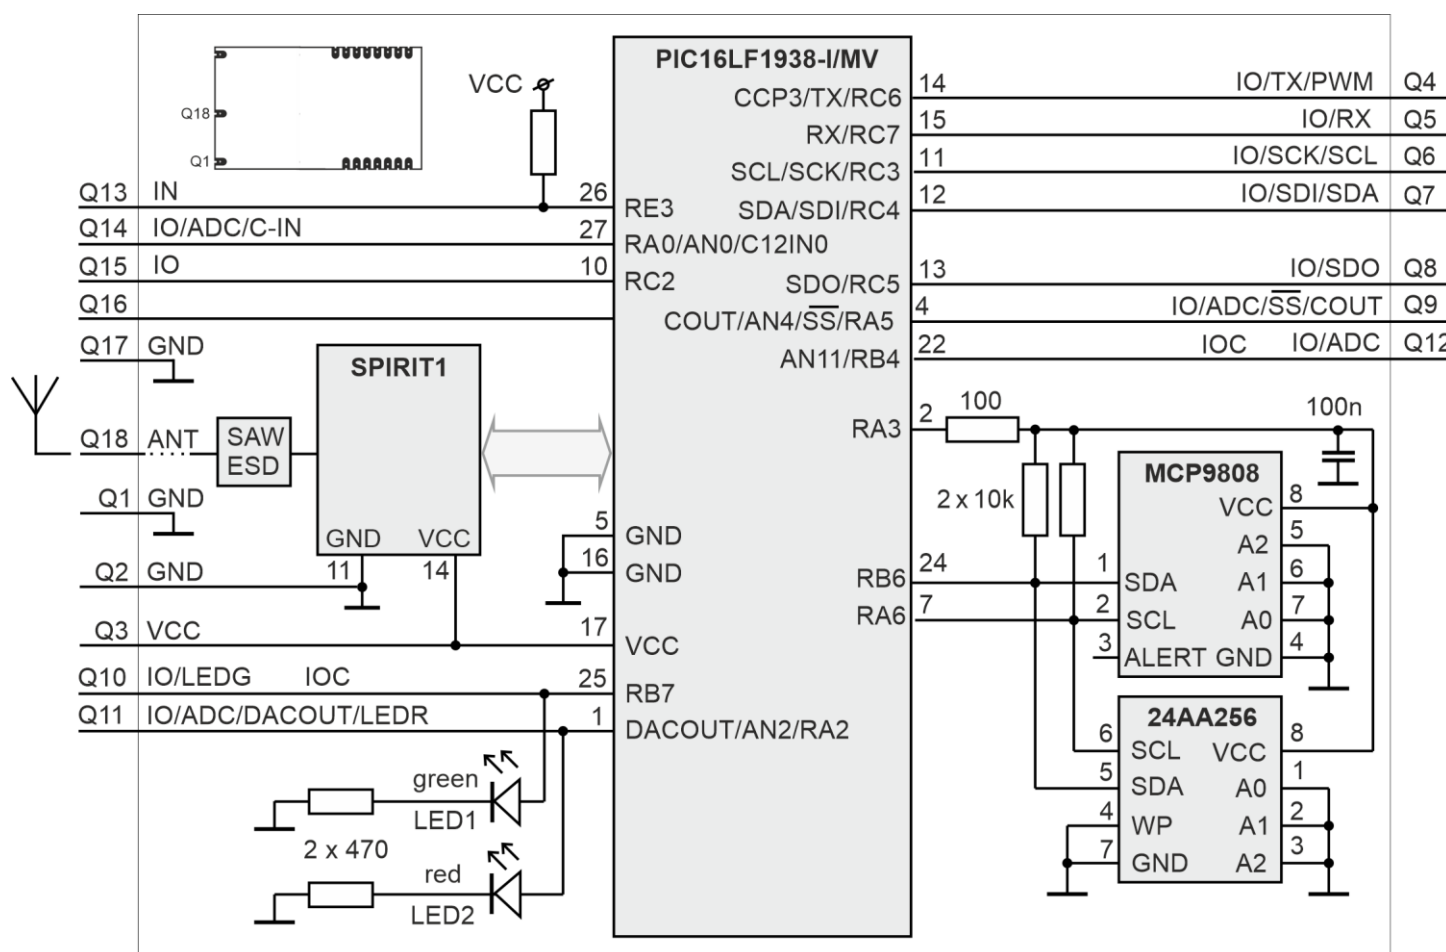 PIC16LF1938-I/MV
VCC
Q18
Q1
CCP3/TX/RC6 14 IO/TX/PWM Q4
RX/RC7 15 IO/RX Q5
SCL/SCK/RC3 11 IO/SCK/SCL Q6
SDA/SDI/RC4 12 IO/SDI/SDA Q7
Q13 IN 26 RE3
Q14 IO/ADC/C-IN 27 RA0/AN0/C12IN0
Q15 IO 10 RC2
SDO/RC5 13 IO/SDO Q8
Q16
COUT/AN4/SS/RA5 4 IO/ADC/SS/COUT Q9
Q17 GND
AN11/RB4 22 IOC IO/ADC Q12
SPIRIT1
RA3 2 100
100n
Q18 ANT
SAW
ESD
2 x 10k
MCP9808
VCC 8
Q1 GND
A2 5
GND VCC
11 14
5 GND
16 GND
Q2 GND
RB6 24
1 SDA A1 6
RA6 7
2 SCL A0 7
3 ALERT GND 4
Q3 VCC 17 VCC
Q10 IO/LEDG IOC 25 RB7
Q11 IO/ADC/DACOUT/LEDR 1 DACOUT/AN2/RA2
24AA256
6 SCL VCC 8
5 SDA A0 1
4 WP A1 2
7 GND A2 3
green
LED1
2 x 470
red
LED2